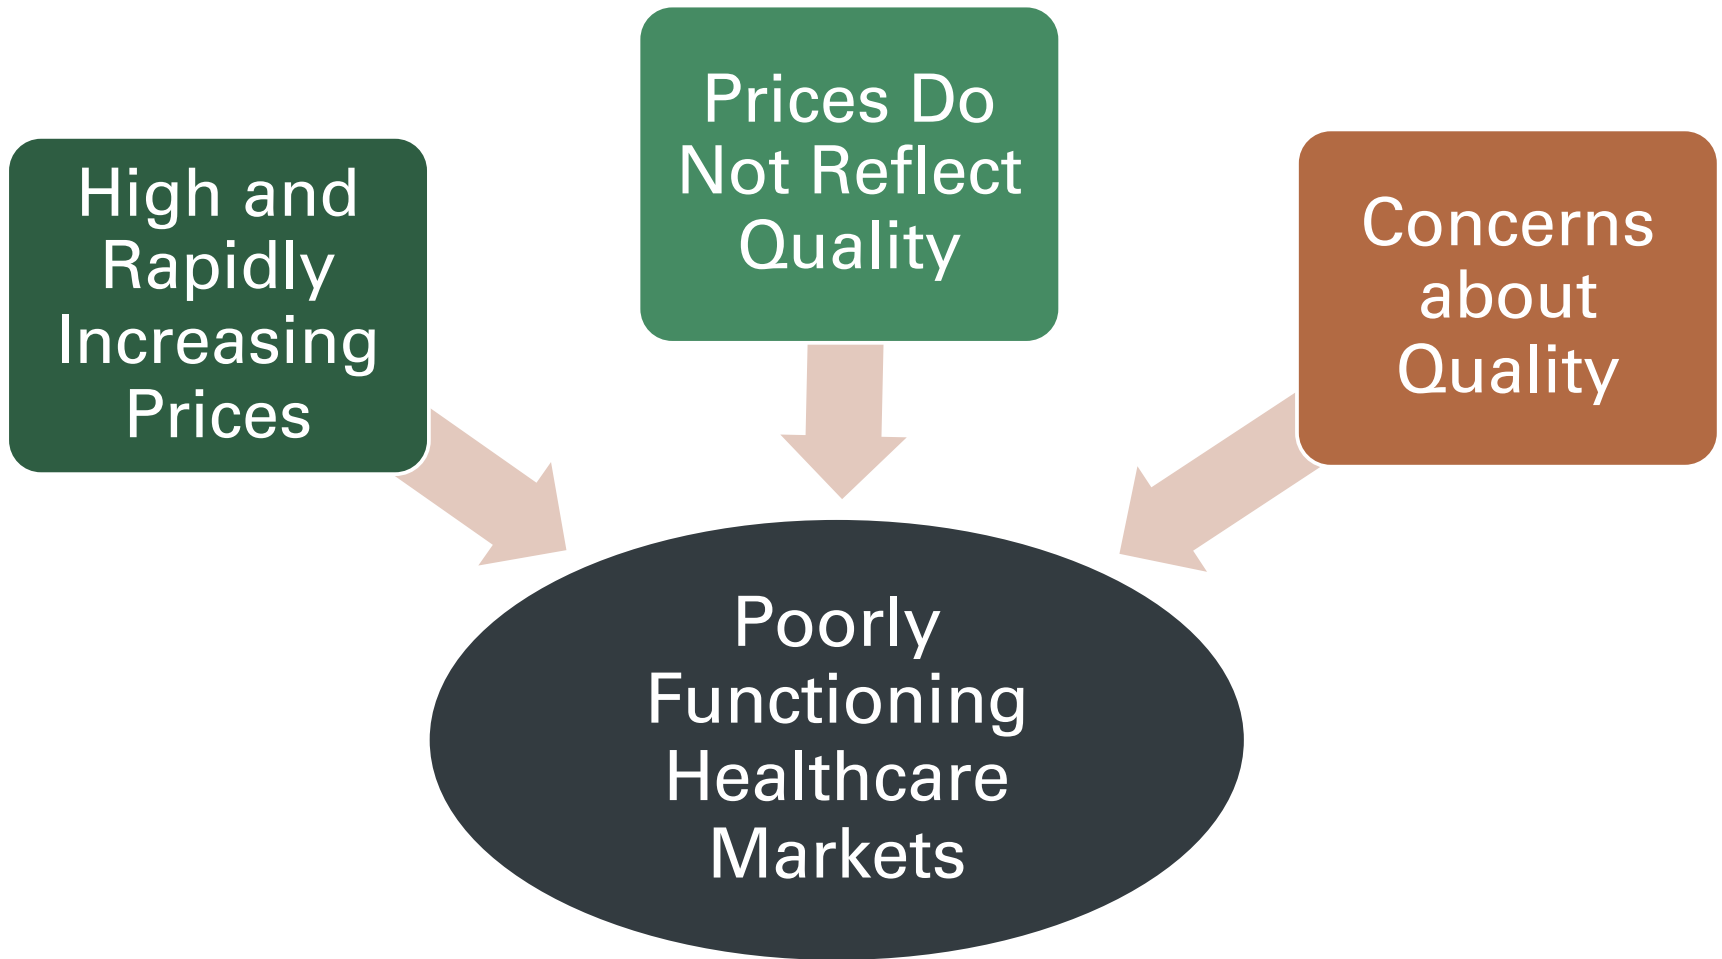 High and
Rapidly
Increasing
Prices
Prices Do
Not Reflect
Quality
Concerns
about
Quality
Poorly
Functioning
Healthcare
Markets